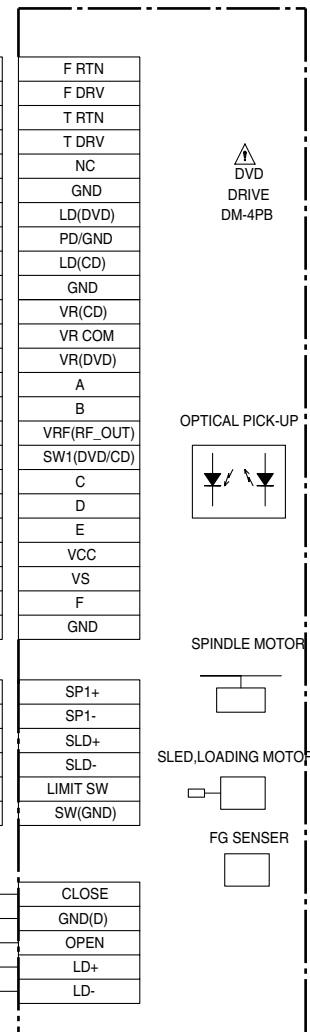 F RTN
F DRV
T RTN
T DRV
NC
GND
LD(DVD)
PD/GND
LD(CD)
GND
VR(CD)
VR COM
VR(DVD)
A
B
VRF(RF_OUT)
SW1(DVD/CD)
C
D
E
VCC
VS
F
GND
SP1+
SP1-
SLD+
SLD-
LIMIT SW
SW(GND)
CLOSE
GND(D)
OPEN
LD+
LD-
!
DVD
DRIVE
DM-4PB
OPTICAL PICK-UP
SPINDLE MOTOR
SLED,LOADING MOTOR
FG SENSER